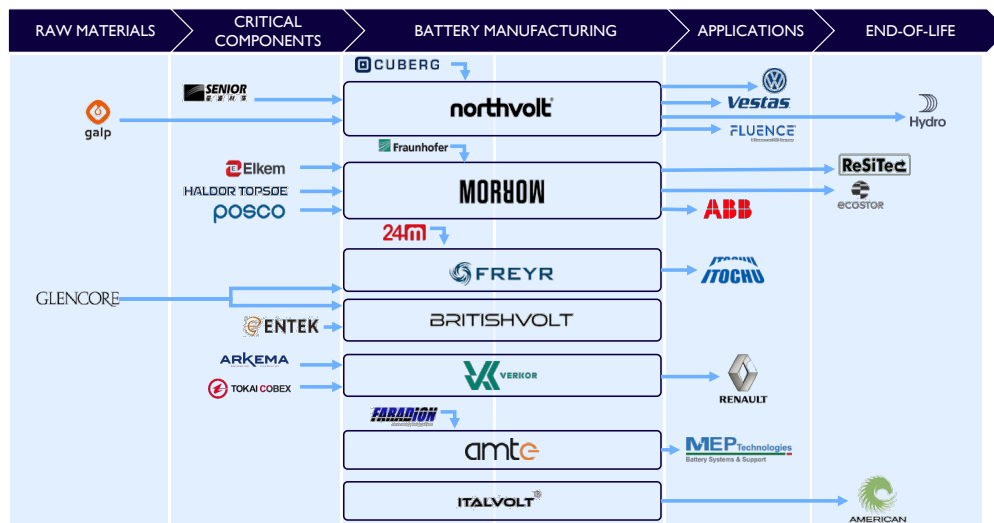 RAW MATERIALS
CRITICAL
COMPONENTS
BATTERY MANUFACTURING
APPLICATIONS
END-OF-LIFE
CUBERG
SENIOR
northvolt
galp
Vestas
FLUENCE
Hydro
Fraunhofer
Elkem
HALDOR TOPSØE
posco
MORROW
ReSiTec
ECOSTOR
ABB
24m
FREYR
ITOCHU
ITOCHU
GLENCORE
BRITISHVOLT
ENTEK
ARKEMA
TOKAI COBEX
VERKOR
RENAULT
FARADION
amte
MEP Technologies
Battery Systems & Support
ITALVOLT
AMERICAN